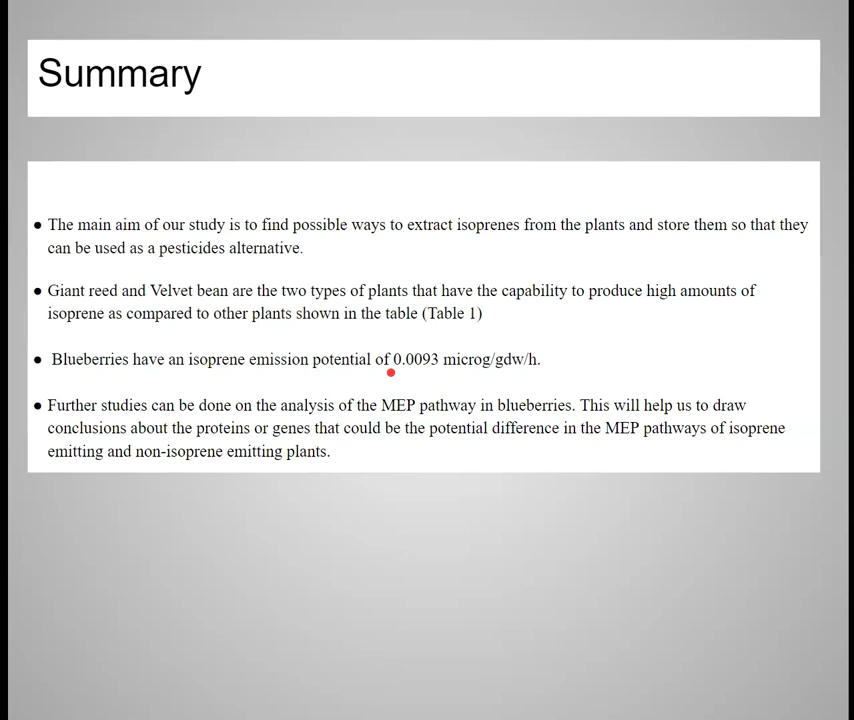 Summary
● The main aim of our study is to find possible ways to extract isoprenes from the plants and store them so that they
can be used as a pesticides alternative.
● Giant reed and Velvet bean are the two types of plants that have the capability to produce high amounts of
isoprene as compared to other plants shown in the table (Table 1)
● Blueberries have an isoprene emission potential of 0.0093 microg/gdw/h.
● Further studies can be done on the analysis of the MEP pathway in blueberries. This will help us to draw
conclusions about the proteins or genes that could be the potential difference in the MEP pathways of isoprene
emitting and non-isoprene emitting plants.